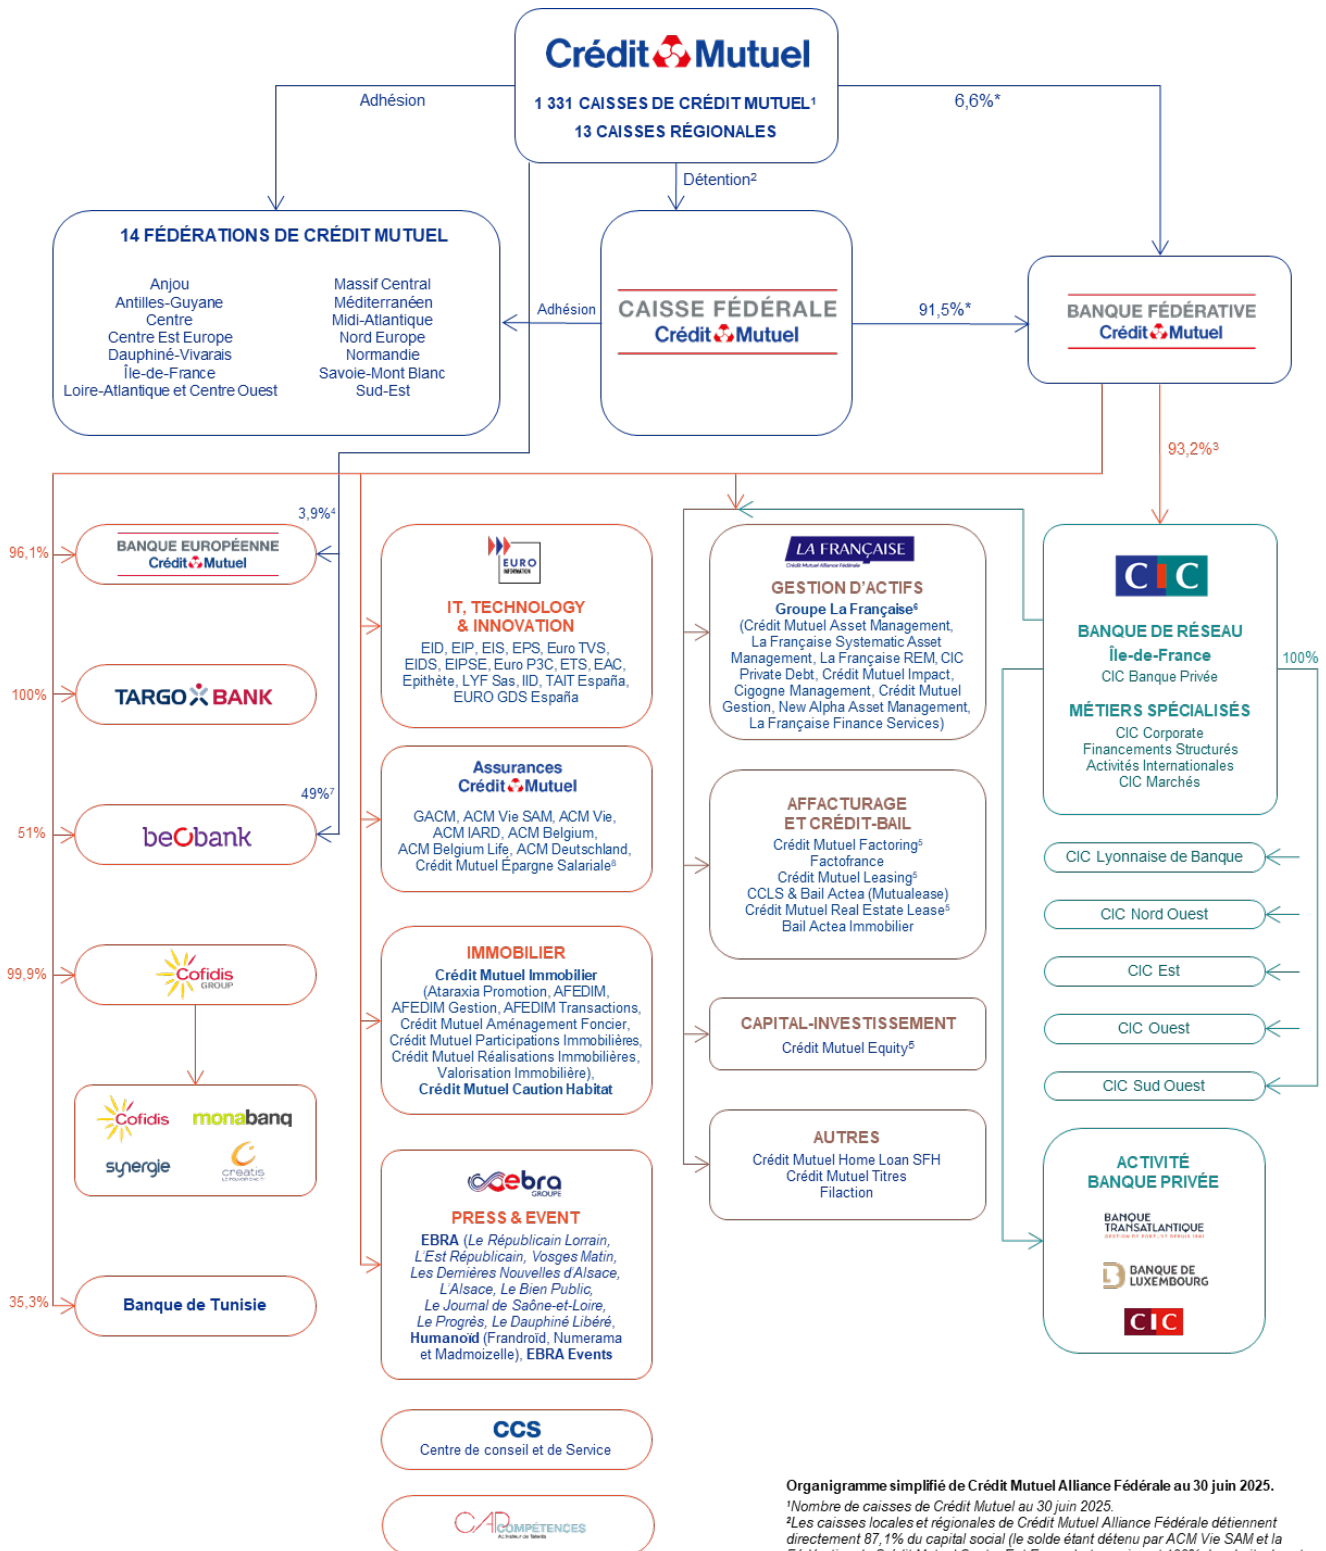 Crédit Mutuel
1 331 CAISSES DE CRÉDIT MUTUEL¹
13 CAISSES RÉGIONALES
Adhésion
6,6%*
Détention²
14 FÉDÉRATIONS DE CRÉDIT MUTUEL
Anjou
Antilles-Guyane
Centre
Centre Est Europe
Dauphiné-Vivarais
Île-de-France
Loire-Atlantique et Centre Ouest
Massif Central
Méditerranéen
Midi-Atlantique
Nord Europe
Normandie
Savoie-Mont Blanc
Sud-Est
Adhésion
CAISSE FÉDÉRALE
Crédit Mutuel
91,5%*
BANQUE FÉDÉRATIVE
Crédit Mutuel
93,2%³
3,9%⁴
96,1%
BANQUE EUROPÉENNE
Crédit Mutuel
100%
TARGO BANK
49%⁷
51%
beobank
99,9%
Cofidis
GROUP
Cofidis
monabanq
synergie
creatis
35,3%
Banque de Tunisie
EURO
INFORMATION
IT, TECHNOLOGY
& INNOVATION
EID, EIP, EIS, EPS, Euro TVS,
EIDS, EIPSE, Euro P3C, ETS, EAC,
Epithète, LYF Sas, IID, TAIT España,
EURO GDS España
Assurances
Crédit Mutuel
GACM, ACM Vie SAM, ACM Vie,
ACM IARD, ACM Belgium,
ACM Belgium Life, ACM Deutschland,
Crédit Mutuel Épargne Salariale⁸
IMMOBILIER
Crédit Mutuel Immobilier
(Ataraxia Promotion, AFEDIM,
AFEDIM Gestion, AFEDIM Transactions,
Crédit Mutuel Aménagement Foncier,
Crédit Mutuel Participations Immobilières,
Crédit Mutuel Réalisations Immobilières,
Valorisation Immobilière),
Crédit Mutuel Caution Habitat
ebra
GROUPE
PRESS & EVENT
EBRA (Le Républicain Lorrain,
L'Est Républicain, Vosges Matin,
Les Dernières Nouvelles d'Alsace,
L'Alsace, Le Bien Public,
Le Journal de Saône-et-Loire,
Le Progrès, Le Dauphiné Libéré,
Humanoïd (Frandroid, Numerama
et Madmoizelle), EBRA Events
CCS
Centre de conseil et de Service
CAP COMPÉTENCES
Activateur de Talents
LA FRANÇAISE
Crédit Mutuel Alliance Fédérale
GESTION D'ACTIFS
Groupe La Française⁶
(Crédit Mutuel Asset Management,
La Française Systematic Asset
Management, La Française REM, CIC
Private Debt, Crédit Mutuel Impact,
Cigogne Management, Crédit Mutuel
Gestion, New Alpha Asset Management,
La Française Finance Services)
AFFACTURAGE
ET CRÉDIT-BAIL
Crédit Mutuel Factoring⁵
Factofrance
Crédit Mutuel Leasing⁵
CCLS & Bail Actea (Mutualease)
Crédit Mutuel Real Estate Lease⁵
Bail Actea Immobilier
CAPITAL-INVESTISSEMENT
Crédit Mutuel Equity⁵
AUTRES
Crédit Mutuel Home Loan SFH
Crédit Mutuel Titres
Filaction
CIC
BANQUE DE RÉSEAU
Île-de-France
CIC Banque Privée
MÉTIERS SPÉCIALISÉS
CIC Corporate
Financements Structurés
Activités Internationales
CIC Marchés
100%
CIC Lyonnaise de Banque
CIC Nord Ouest
CIC Est
CIC Ouest
CIC Sud Ouest
ACTIVITÉ
BANQUE PRIVÉE
BANQUE
TRANSATLANTIQUE
BANQUE DE
LUXEMBOURG
CIC
Organigramme simplifié de Crédit Mutuel Alliance Fédérale au 30 juin 2025.
¹Nombre de caisses de Crédit Mutuel au 30 juin 2025.
²Les caisses locales et régionales de Crédit Mutuel Alliance Fédérale détiennent
directement 87,1% du capital social (le solde étant détenu par ACM Vie SAM et la